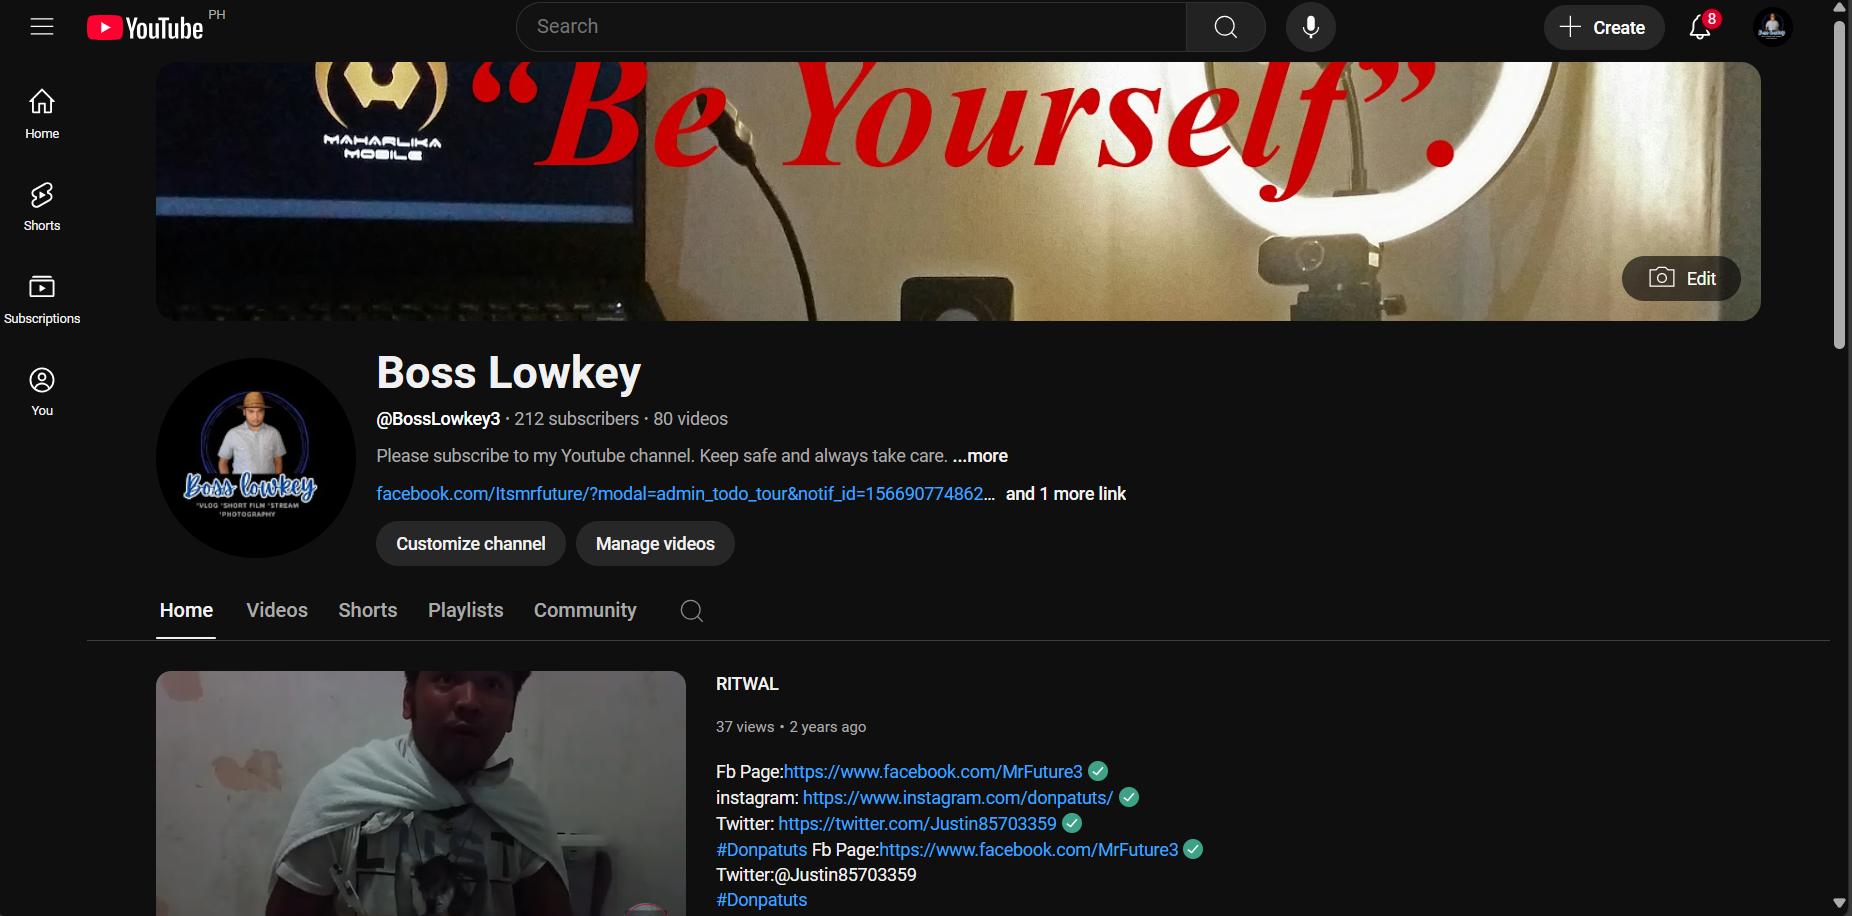 YouTube PH
Search
Create
8
Home
Shorts
Subscriptions
You
MAHARLIKA
MOBILE
“Be Yourself”.
Edit
Boss Lowkey
@BossLowkey3 • 212 subscribers • 80 videos
Please subscribe to my Youtube channel. Keep safe and always take care. ...more
facebook.com/Itsmrfuture/?modal=admin_todo_tour&notif_id=156690774862... and 1 more link
Boss lowkey
*VLOG *SHORT FILM *STREAM
*PHOTOGRAPHY
Customize channel Manage videos
Home Videos Shorts Playlists Community
RITWAL
37 views • 2 years ago
Fb Page:https://www.facebook.com/MrFuture3
instagram: https://www.instagram.com/donpatuts/
Twitter: https://twitter.com/Justin85703359
#Donpatuts Fb Page:https://www.facebook.com/MrFuture3
Twitter:@Justin85703359
#Donpatuts